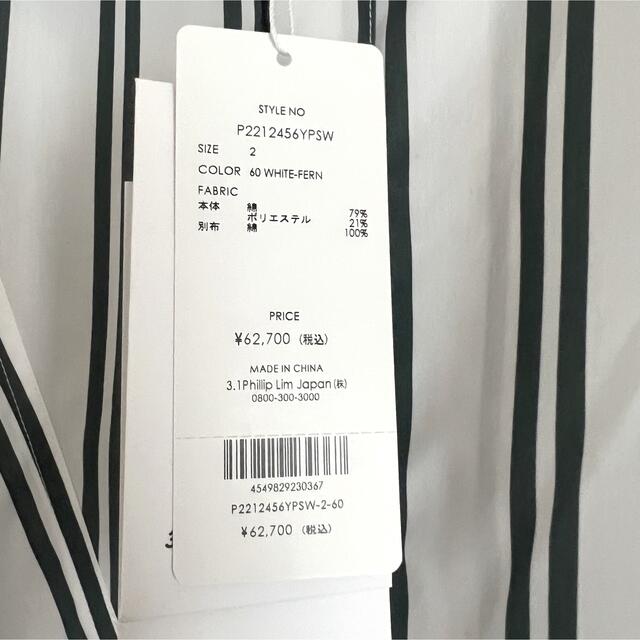 STYLE NO
P2212456YPSW
SIZE 2
COLOR 60 WHITE-FERN
FABRIC
本体 綿 79%
ポリエステル 21%
別布 綿 100%
PRICE
¥62,700 (税込)
MADE IN CHINA
3.1Phillip Lim Japan(株)
0800-300-3000
4549829230367
P2212456YPSW-2-60
¥62,700 (税込)